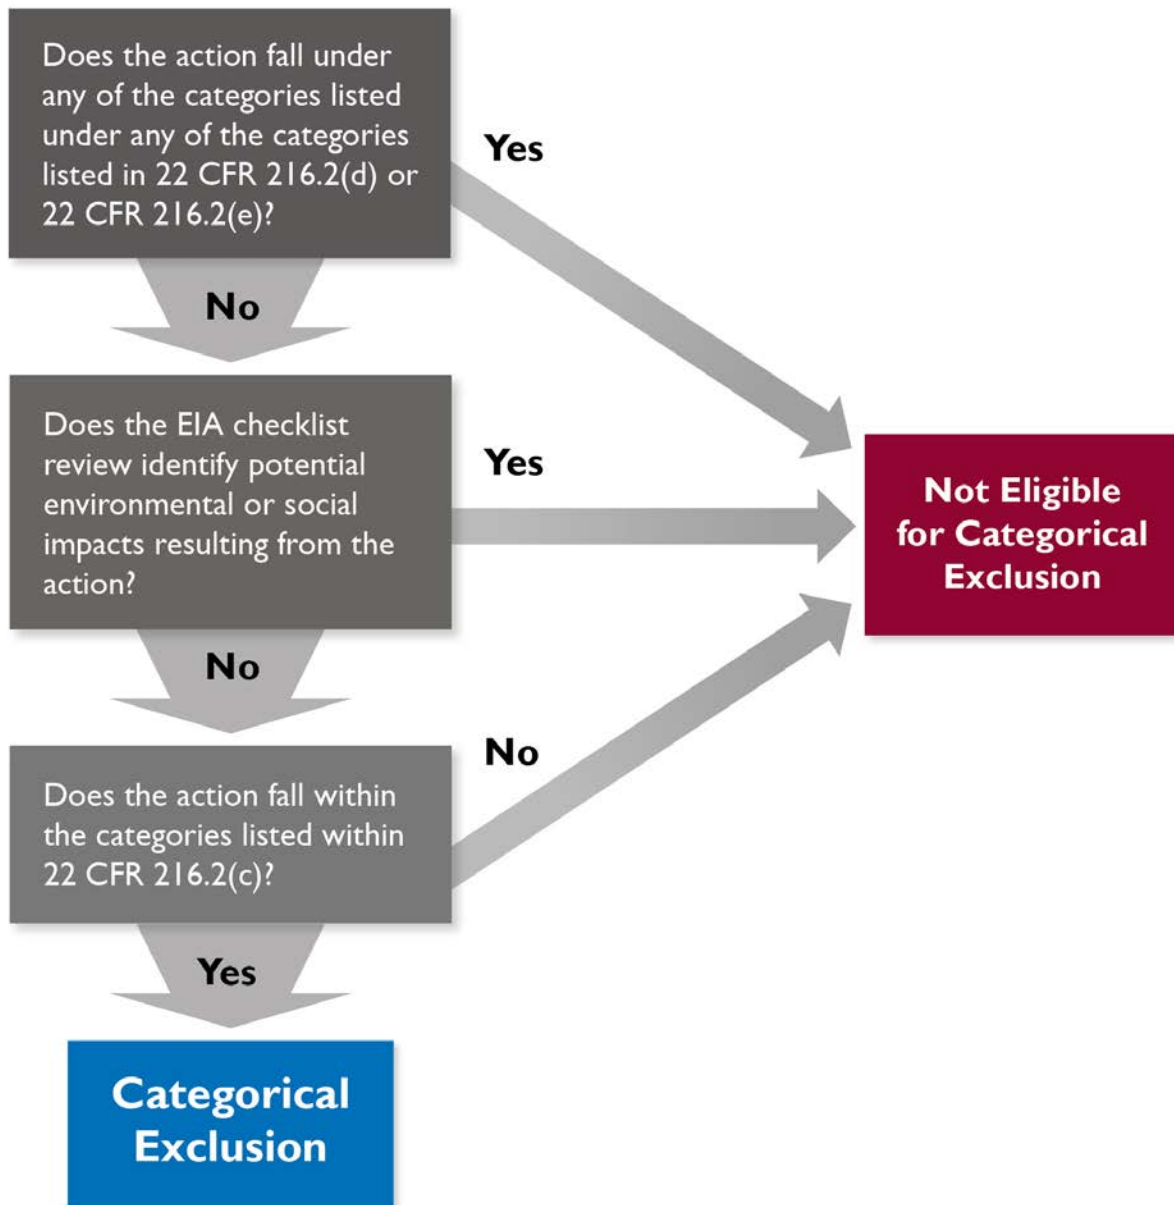 Does the action fall under
any of the categories listed
under any of the categories
listed in 22 CFR 216.2(d) or
22 CFR 216.2(e)?
Yes
No
Does the EIA checklist
review identify potential
environmental or social
impacts resulting from the
action?
Yes
Not Eligible
for Categorical
Exclusion
No
Does the action fall within
the categories listed within
22 CFR 216.2(c)?
No
Yes
Categorical
Exclusion